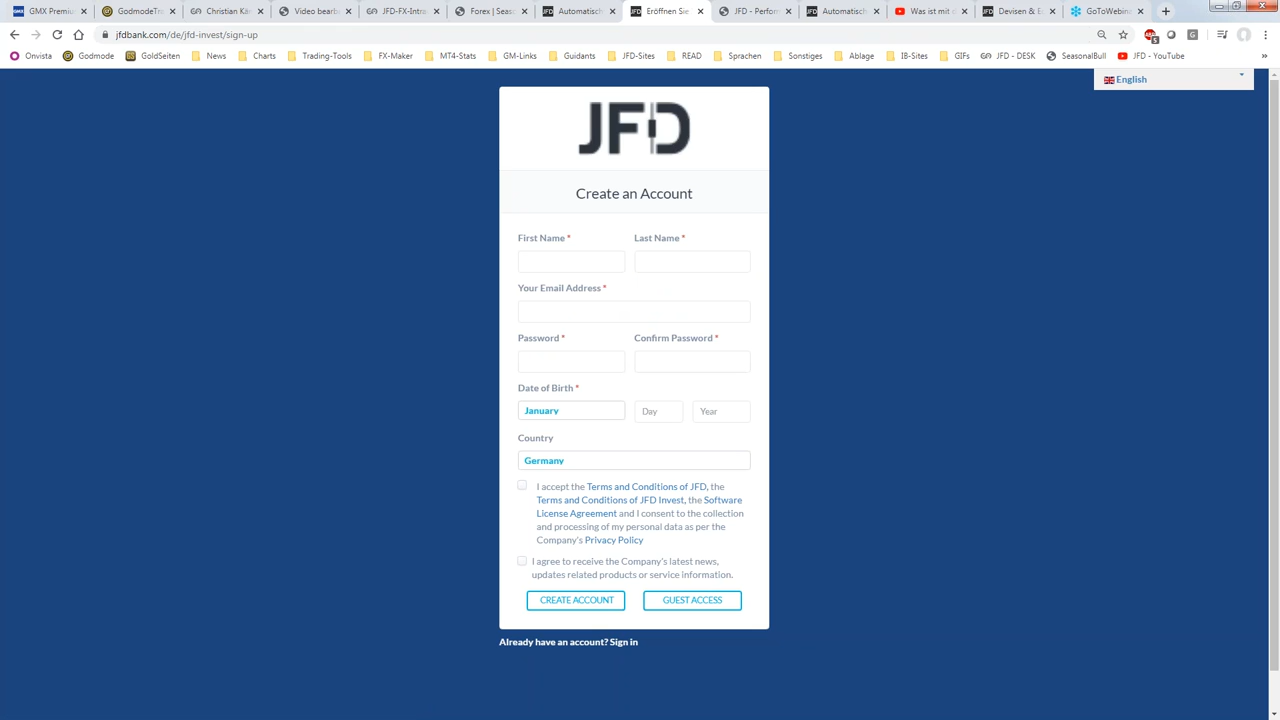 GMX Premiu
GodmodeTra
Christian Kä
Video bearbe
JFD-FX-Intra
Forex | Seaso
Automatisch
Eröffnen Sie
JFD - Perform
Automatisch
Was ist mit d
Devisen & Ex
GoToWebina
jfdbank.com/de/jfd-invest/sign-up
Onvista
Godmode
GoldSeiten
News
Charts
Trading-Tools
FX-Maker
MT4-Stats
GM-Links
Guidants
JFD-Sites
READ
Sprachen
Sonstiges
Ablage
IB-Sites
GIFs
JFD - DESK
SeasonalBull
JFD - YouTube
English
JFD
Create an Account
First Name *
Last Name *
Your Email Address *
Password *
Confirm Password *
Date of Birth *
January
Day
Year
Country
Germany
I accept the Terms and Conditions of JFD, the
Terms and Conditions of JFD Invest, the Software
License Agreement and I consent to the collection
and processing of my personal data as per the
Company's Privacy Policy
I agree to receive the Company's latest news,
updates related products or service information.
CREATE ACCOUNT
GUEST ACCESS
Already have an account? Sign in